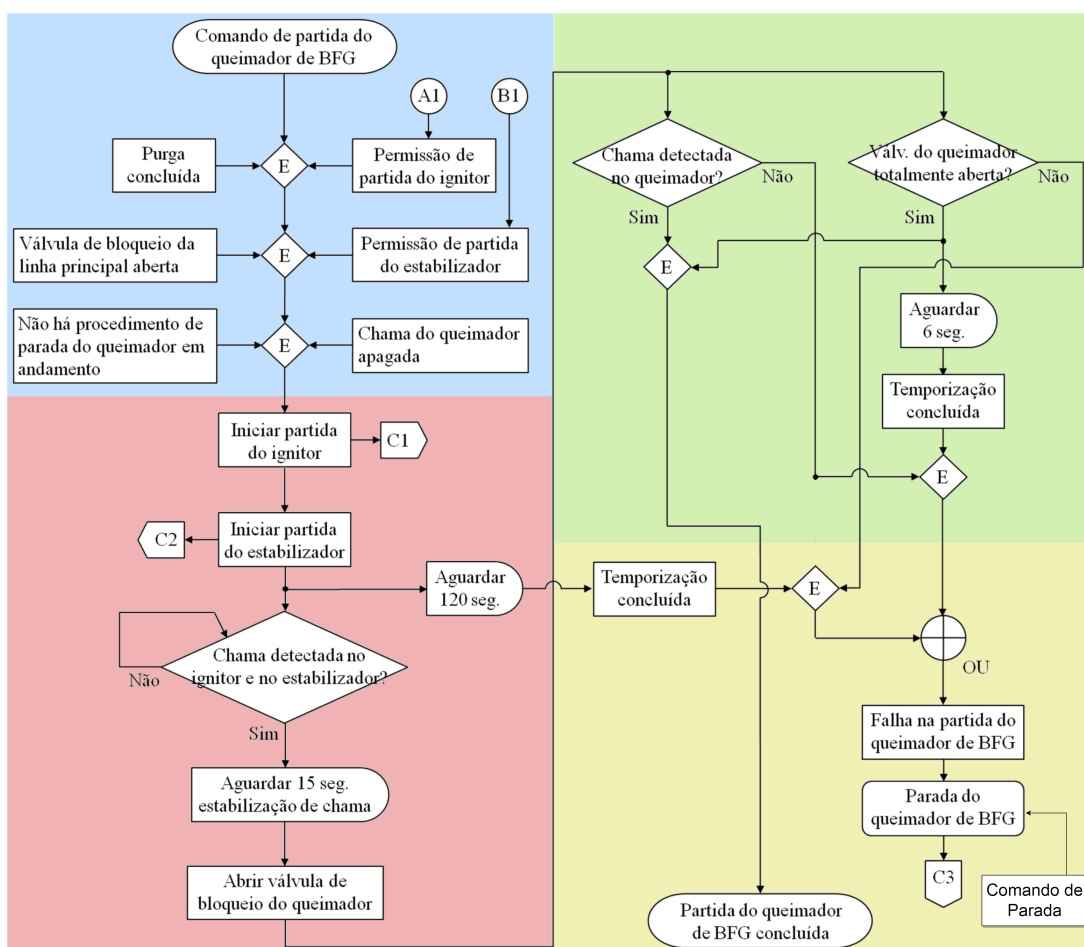 Comando de partida do
queimador de BFG
A1
B1
Purga
concluída
E
Permissão de
partida do ignitor
Válvula de bloqueio da
linha principal aberta
E
Permissão de partida
do estabilizador
Não há procedimento de
parada do queimador em
andamento
E
Chama do queimador
apagada
Iniciar partida
do ignitor
C1
C2
Iniciar partida
do estabilizador
Aguardar
120 seg.
Chama detectada no
ignitor e no estabilizador?
Não
Sim
Aguardar 15 seg.
estabilização de chama
Abrir válvula de
bloqueio do queimador
Chama detectada
no queimador?
Não
Sim
Válv. do queimador
totalmente aberta?
Não
Sim
E
Aguardar
6 seg.
Temporização
concluída
E
Temporização
concluída
E
OU
Falha na partida do
queimador de BFG
Parada do
queimador de BFG
C3
Comando de
Parada
Partida do queimador
de BFG concluída